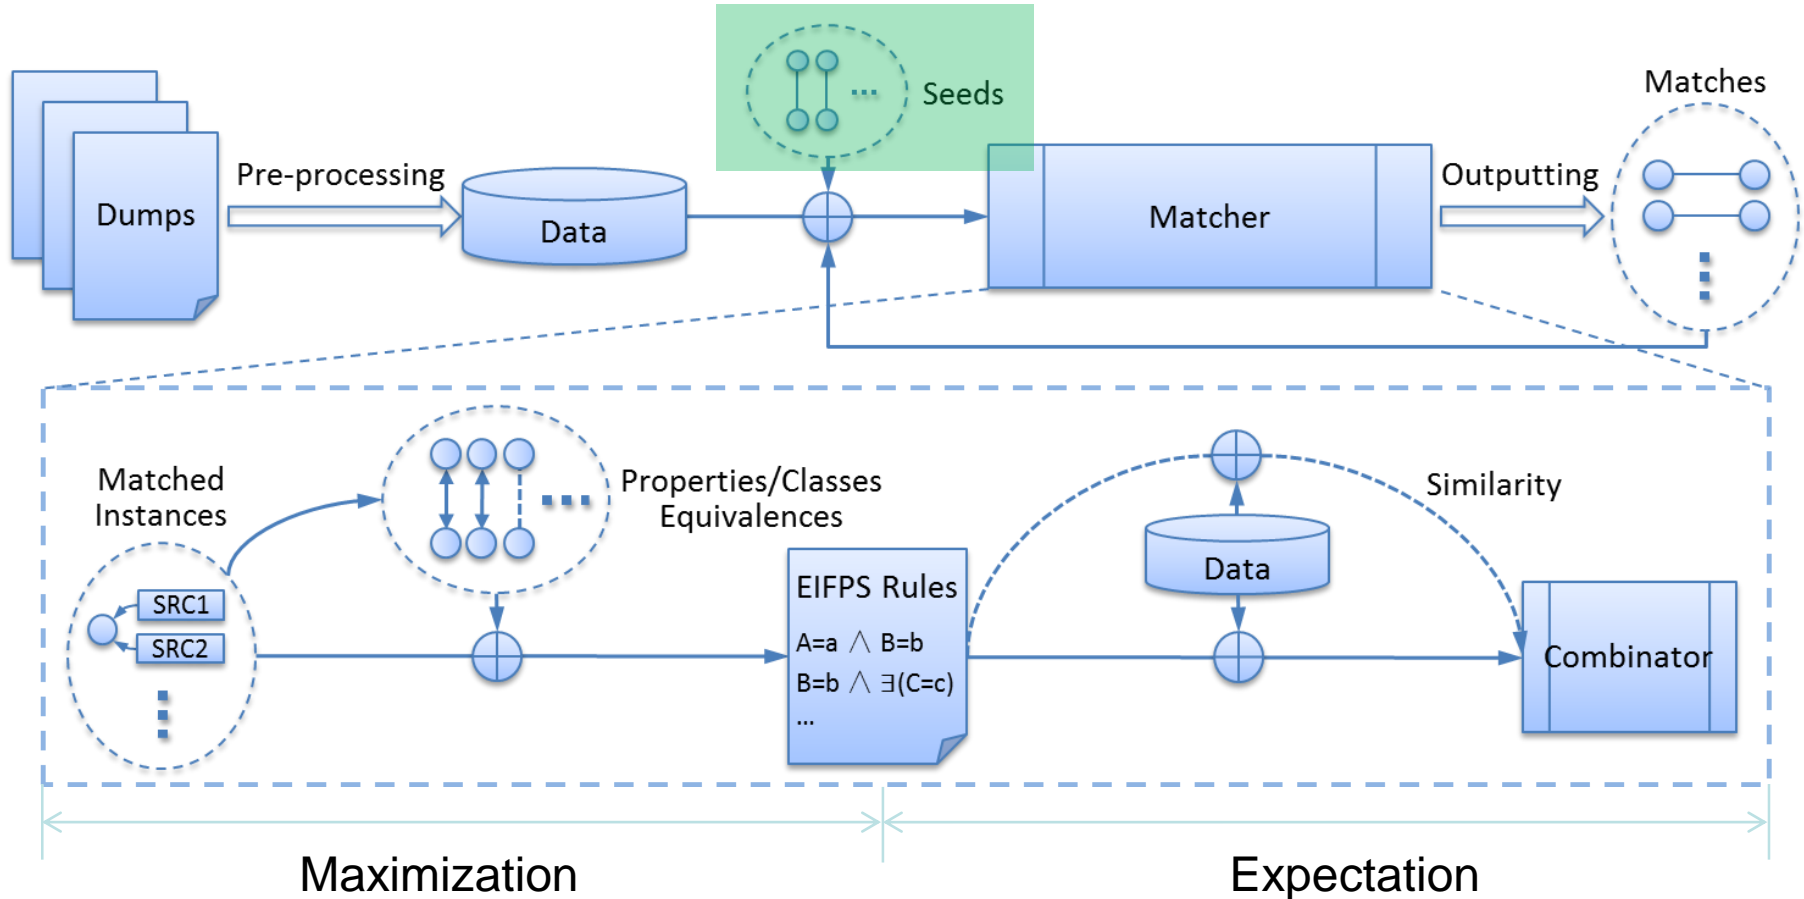 Seeds
Matches
Pre-processing
Outputting
Dumps
Data
Matcher
Matched
Instances
Properties/Classes
Equivalences
Similarity
SRC1
SRC2
EIFPS Rules
A=a ∧ B=b
B=b ∧ ∃(C=c)
...
Data
Combinator
Maximization
Expectation